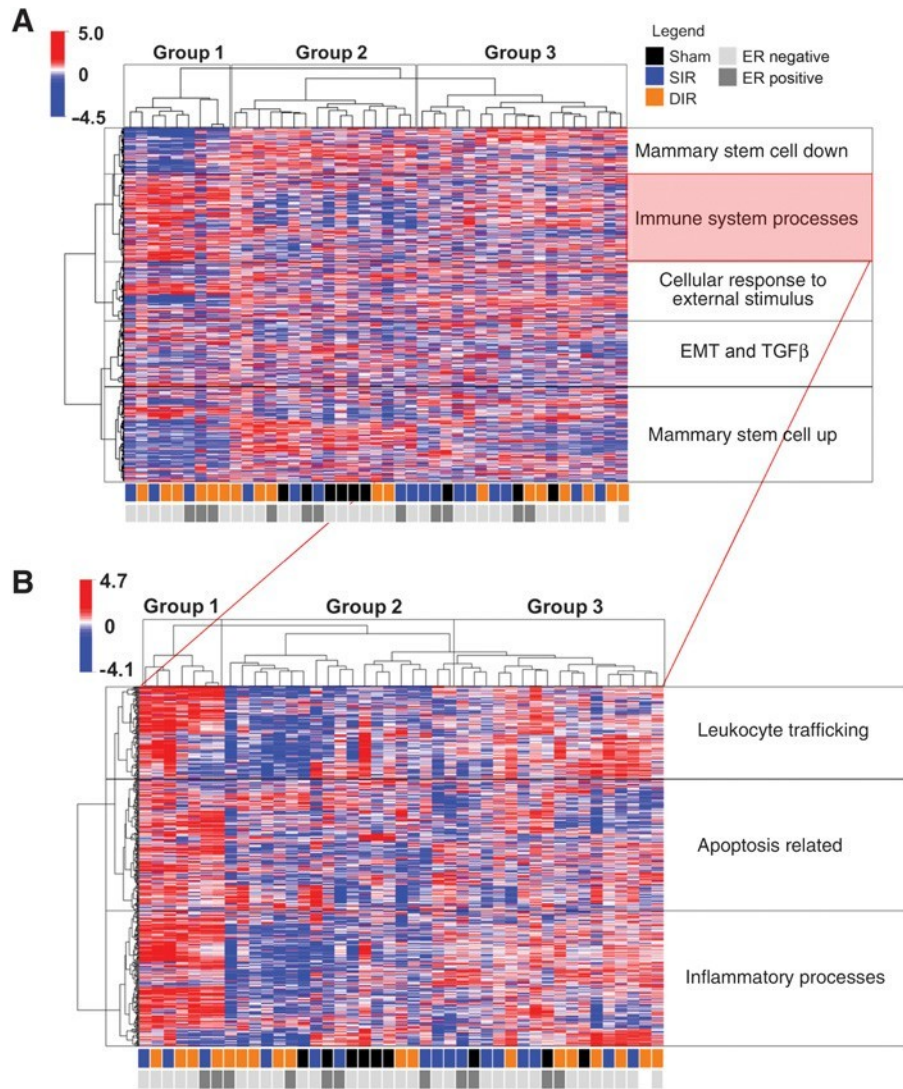 A
5.0
0
-4.5
Group 1
Group 2
Group 3
Legend
Sham
SIR
DIR
ER negative
ER positive
Mammary stem cell down
Immune system processes
Cellular response to
external stimulus
EMT and TGFβ
Mammary stem cell up
B
4.7
0
-4.1
Group 1
Group 2
Group 3
Leukocyte trafficking
Apoptosis related
Inflammatory processes